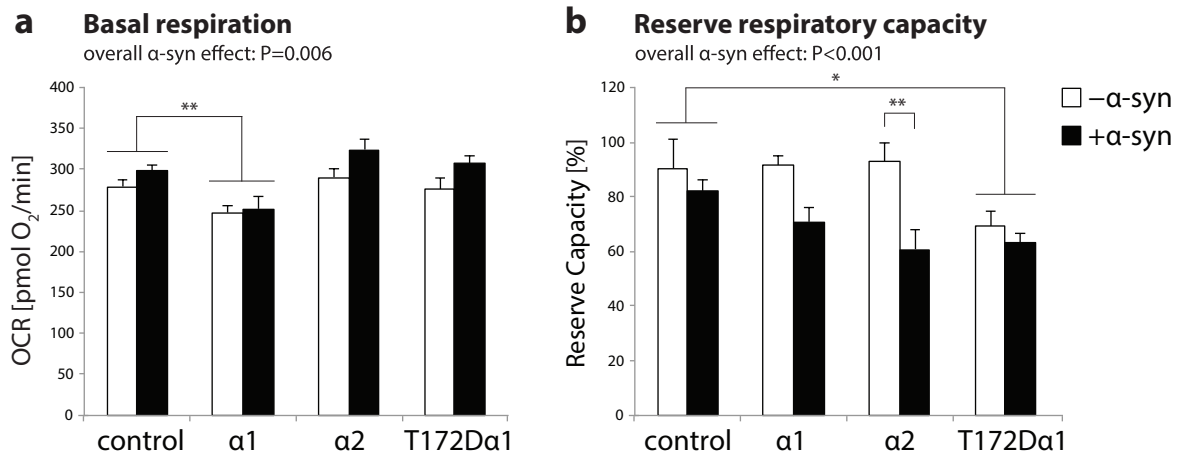 a Basal respiration
overall α-syn effect: P=0.006
OCR [pmol O2/min]
400
350
300
250
200
150
100
50
0
**
control α1 α2 T172Dα1
b Reserve respiratory capacity
overall α-syn effect: P<0.001
Reserve Capacity [%]
120
100
80
60
40
20
0
*
**
control α1 α2 T172Dα1
–α-syn
+α-syn